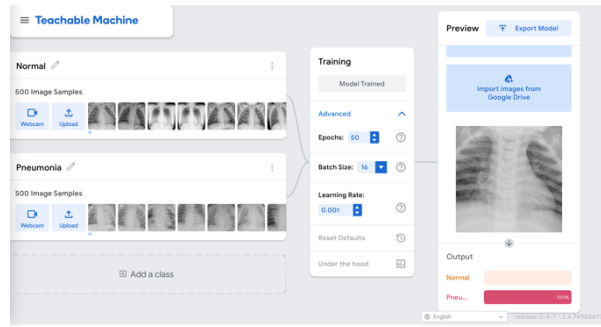 Teachable Machine
Normal
500 Image Samples
Webcam
Upload
Pneumonia
500 Image Samples
Webcam
Upload
Add a class
Training
Model Trained
Advanced
Epochs: 50
Batch Size: 16
Learning Rate:
0.001
Reset Defaults
Under the hood
Preview
Export Model
Import images from
Google Drive
Output
Normal
Pneu... 100%
English